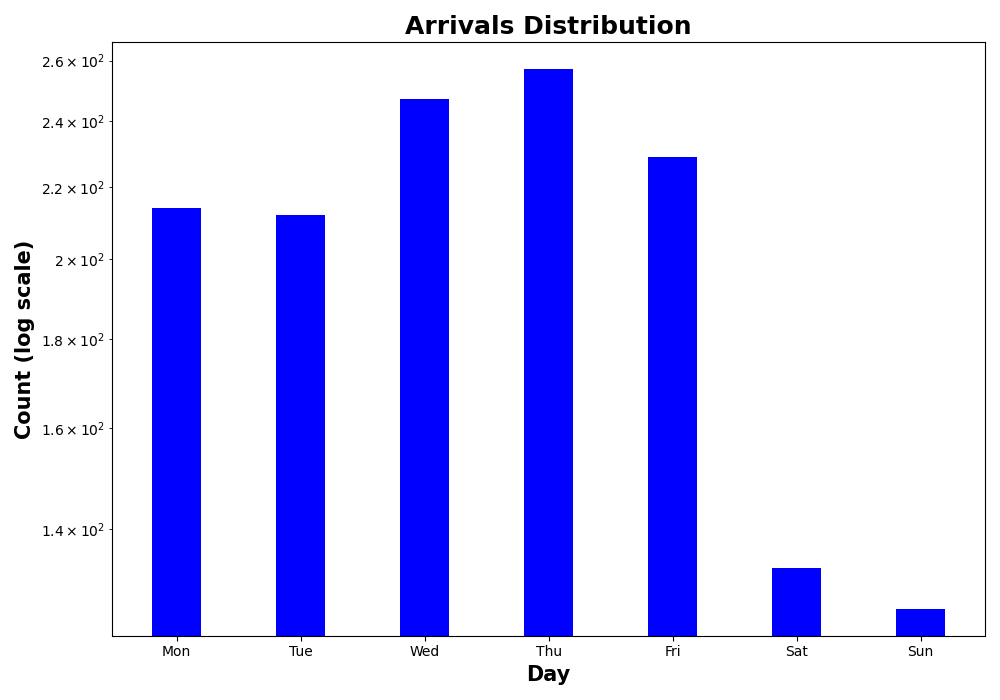 Arrivals Distribution
Count (log scale)
2.6 × 10²
2.4 × 10²
2.2 × 10²
2 × 10²
1.8 × 10²
1.6 × 10²
1.4 × 10²
Mon Tue Wed Thu Fri Sat Sun
Day